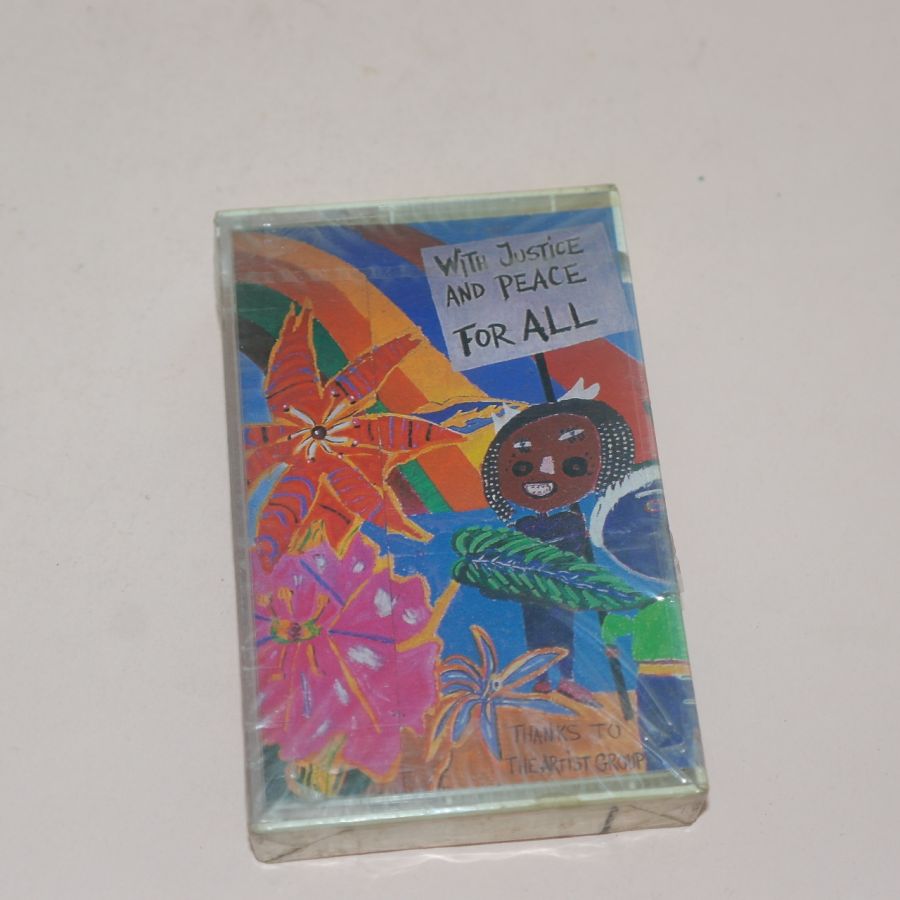 WITH JUSTICE
AND PEACE
FOR ALL
THANKS TO
THE ARTIST GROUP